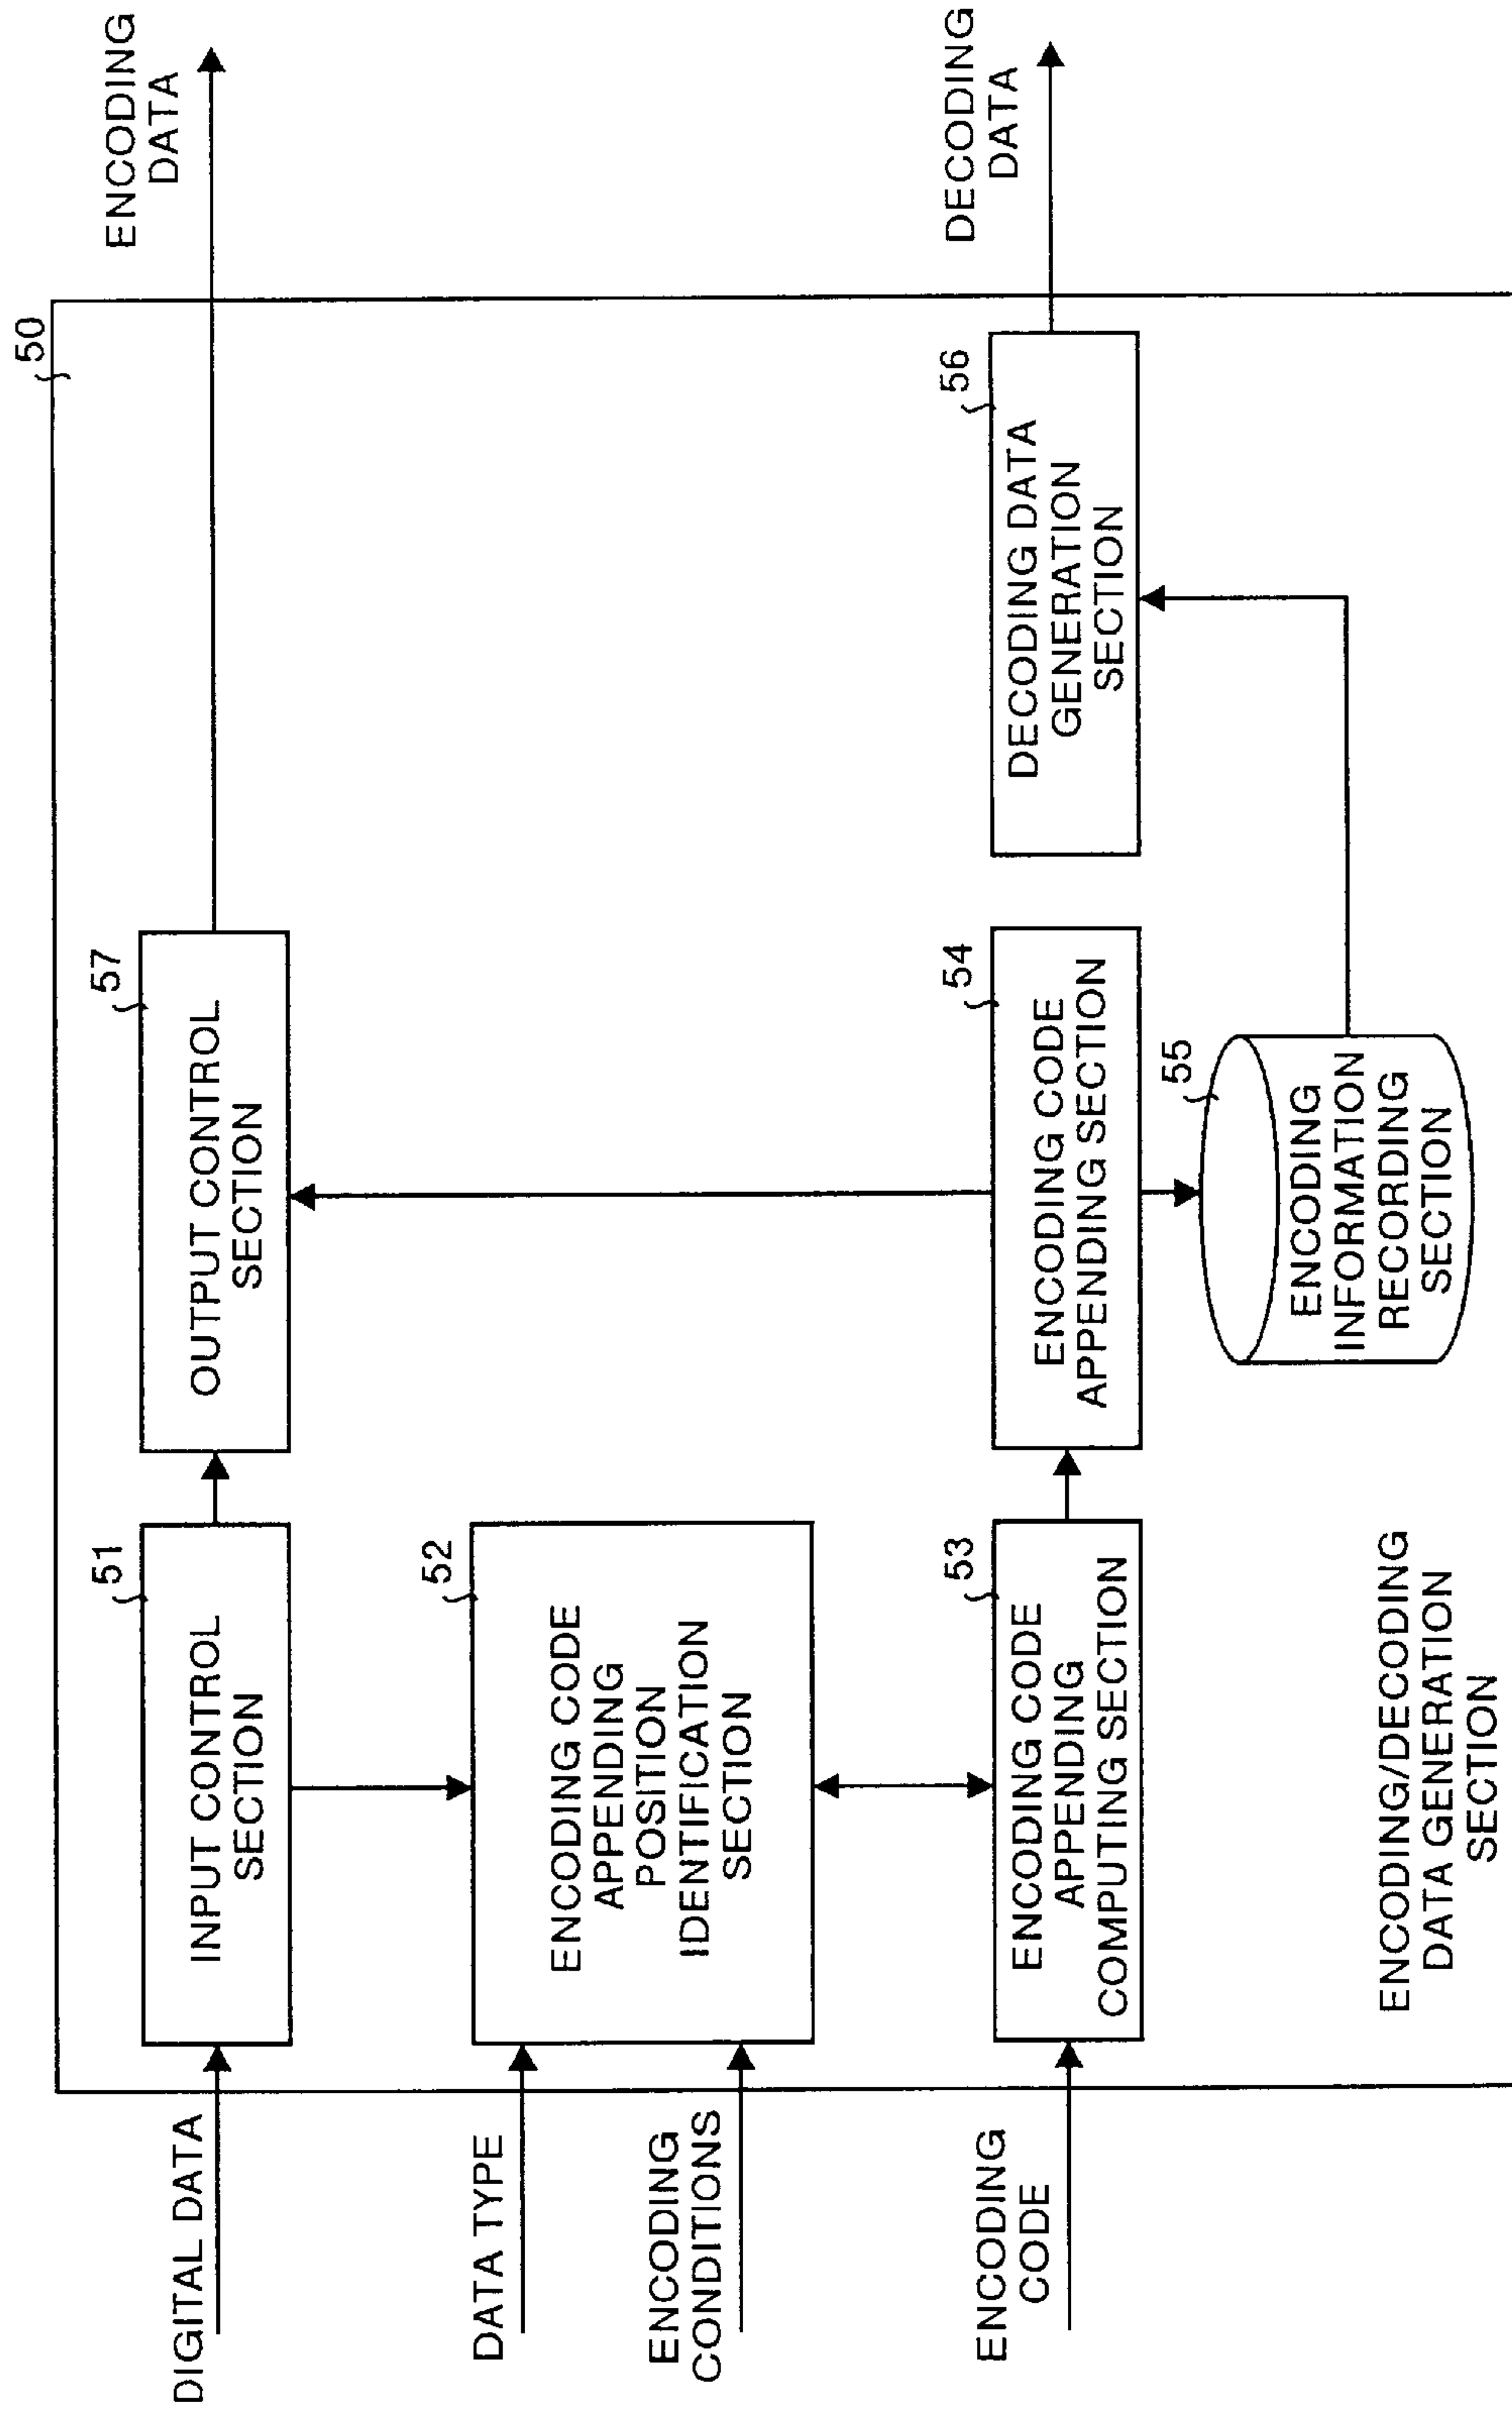 50
DIGITAL DATA
51
INPUT CONTROL
SECTION
57
OUTPUT CONTROL
SECTION
ENCODING
DATA
DATA TYPE
ENCODING
CONDITIONS
52
ENCODING CODE
APPENDING
POSITION
IDENTIFICATION
SECTION
ENCODING
CODE
53
ENCODING CODE
APPENDING
COMPUTING SECTION
54
ENCODING CODE
APPENDING SECTION
56
DECODING DATA
GENERATION
SECTION
DECODING
DATA
55
ENCODING
INFORMATION
RECORDING
SECTION
ENCODING/DECODING
DATA GENERATION
SECTION